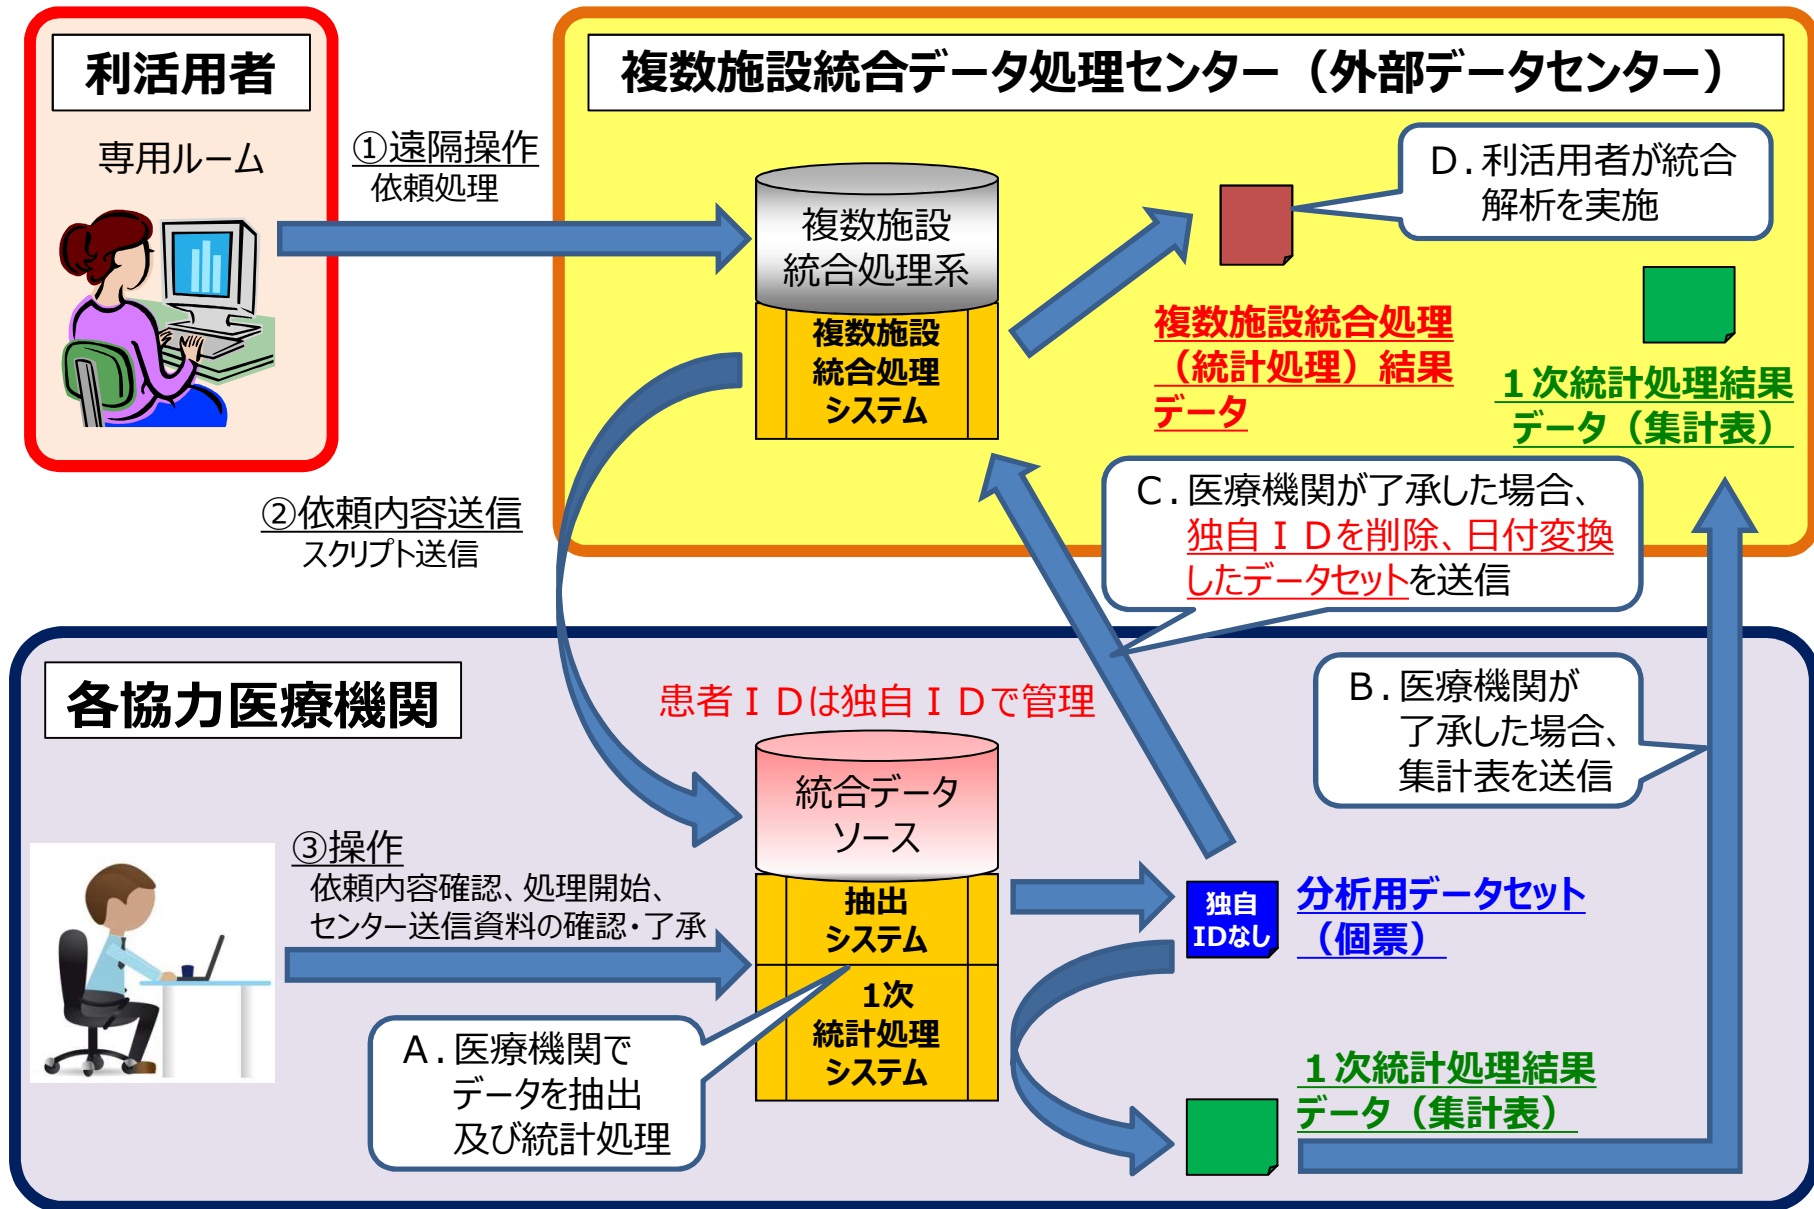 利活用者
専用ルーム
①遠隔操作
依頼処理
複数施設統合データ処理センター（外部データセンター）
複数施設
統合処理系
複数施設
統合処理
システム
D．利活用者が統合
解析を実施
複数施設統合処理
（統計処理）結果
データ
１次統計処理結果
データ（集計表）
②依頼内容送信
スクリプト送信
C．医療機関が了承した場合、
独自ＩＤを削除、日付変換
したデータセットを送信
各協力医療機関
患者ＩＤは独自ＩＤで管理
統合データ
ソース
抽出
システム
1次
統計処理
システム
③操作
依頼内容確認、処理開始、
センター送信資料の確認・了承
A．医療機関で
データを抽出
及び統計処理
B．医療機関が
了承した場合、
集計表を送信
独自
IDなし
分析用データセット
（個票）
１次統計処理結果
データ（集計表）